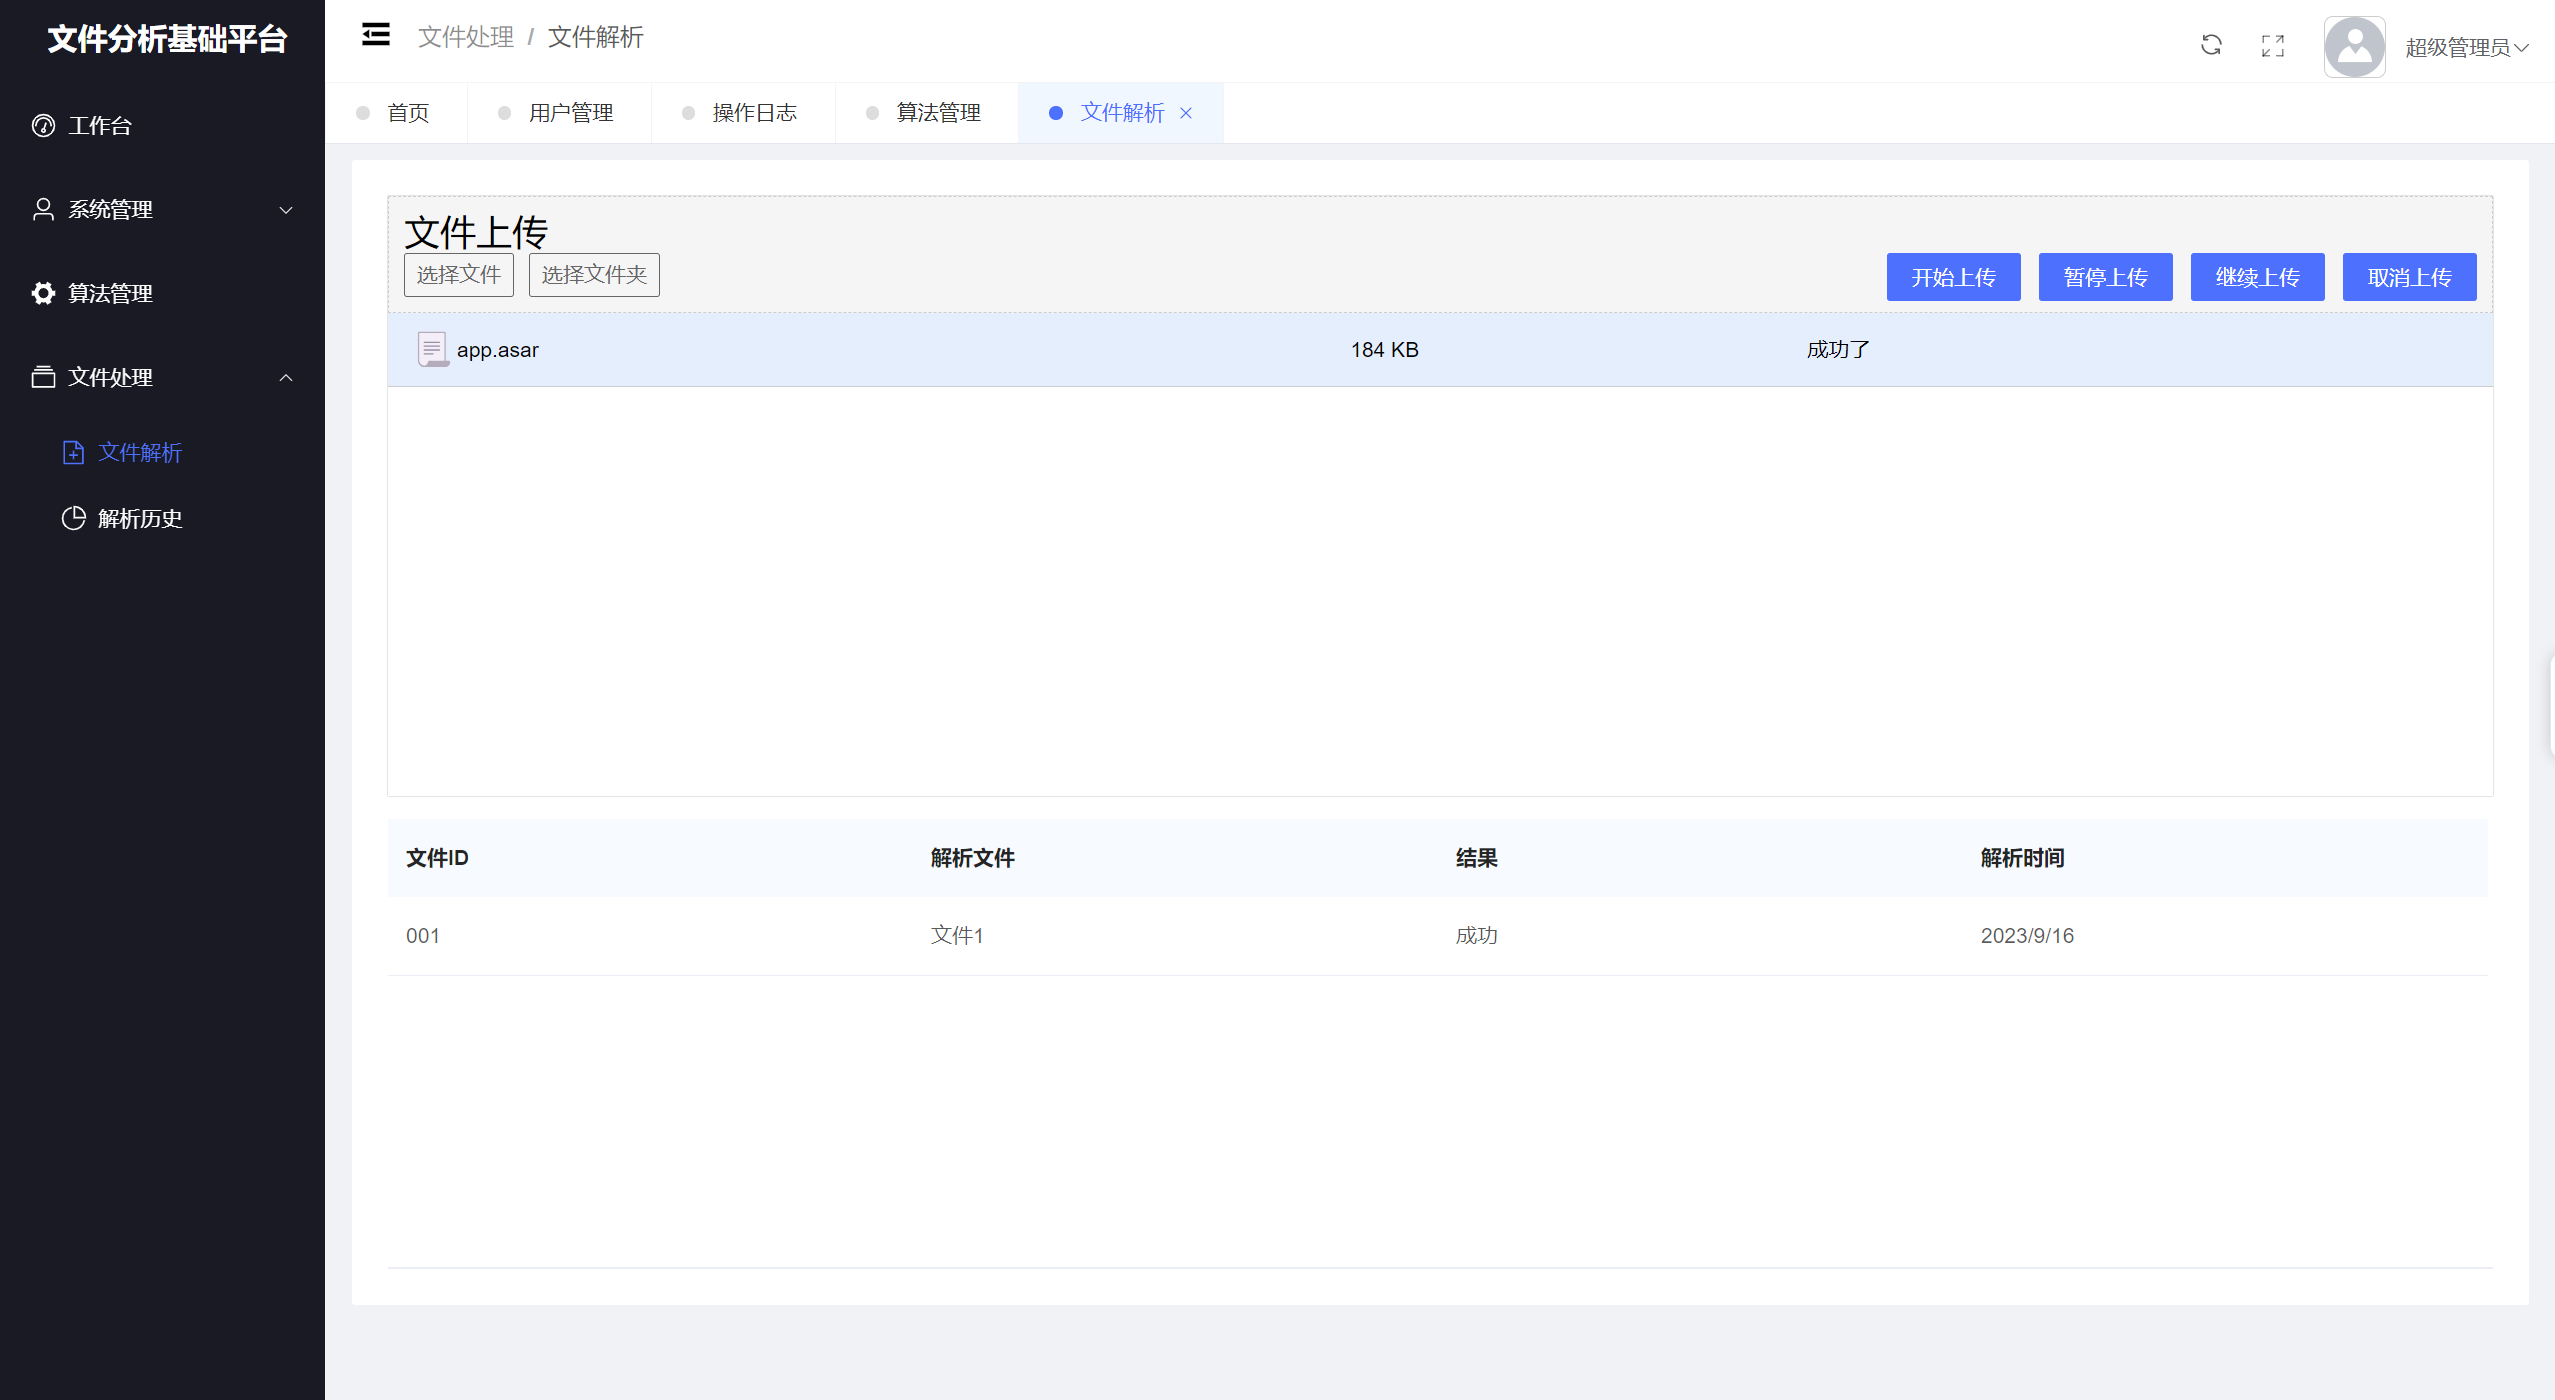 文件分析基础平台
工作台
系统管理
算法管理
文件处理
文件解析
解析历史
文件处理 / 文件解析
超级管理员
首页 用户管理 操作日志 算法管理 文件解析
文件上传
选择文件 选择文件夹 开始上传 暂停上传 继续上传 取消上传
app.asar 184 KB 成功了
文件ID 解析文件 结果 解析时间
001 文件1 成功 2023/9/16